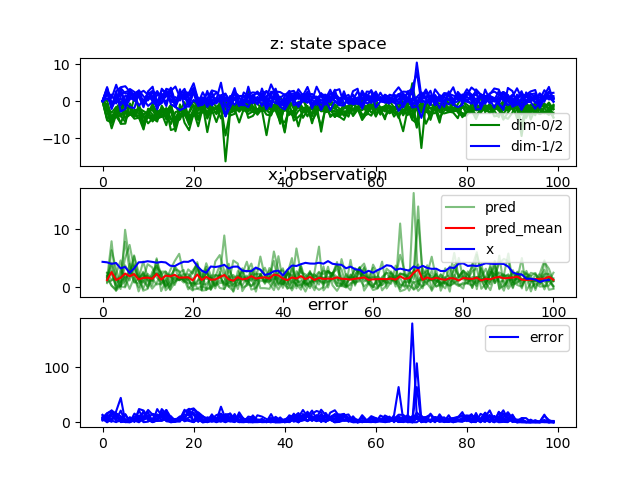 z: state space
10
0
−10
dim-0/2
dim-1/2
0 20 40 60 80 100
x: observation
10
0
pred
pred_mean
x
0 20 40 60 80 100
error
100
0
error
0 20 40 60 80 100